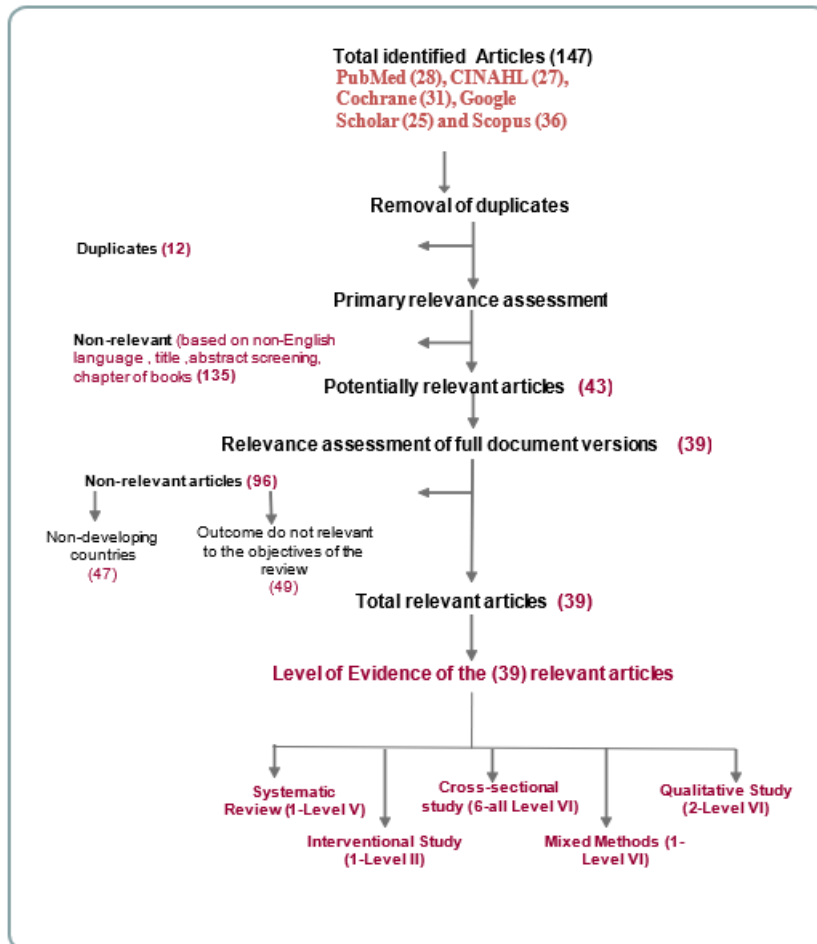 Total identified Articles (147)
PubMed (28), CINAHL (27),
Cochrane (31), Google
Scholar (25) and Scopus (36)
Removal of duplicates
Duplicates (12)
Primary relevance assessment
Non-relevant (based on non-English
language , title ,abstract screening,
chapter of books (135)
Potentially relevant articles (43)
Relevance assessment of full document versions (39)
Non-relevant articles (96)
Non-developing
countries
(47)
Outcome do not relevant
to the objectives of the
review
(49)
Total relevant articles (39)
Level of Evidence of the (39) relevant articles
Systematic
Review (1-Level V)
Interventional Study
(1-Level II)
Cross-sectional
study (6-all Level VI)
Mixed Methods (1-
Level VI)
Qualitative Study
(2-Level VI)